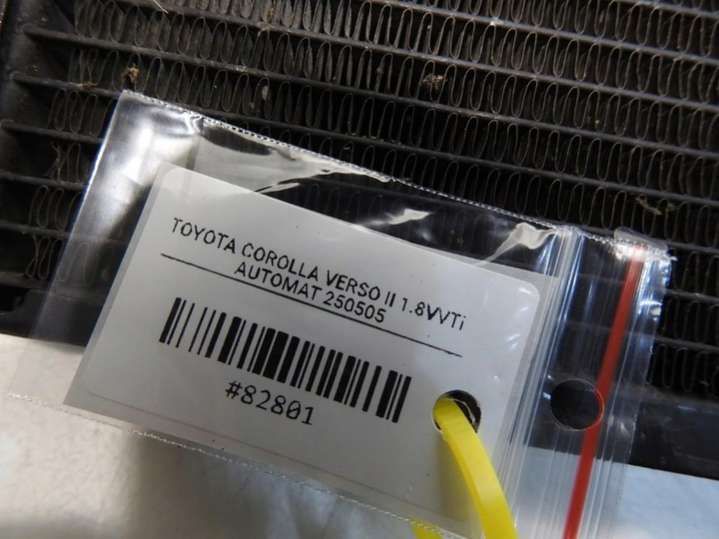 TOYOTA COROLLA VERSO II 1.8VVTi
AUTOMAT 250505
#82801